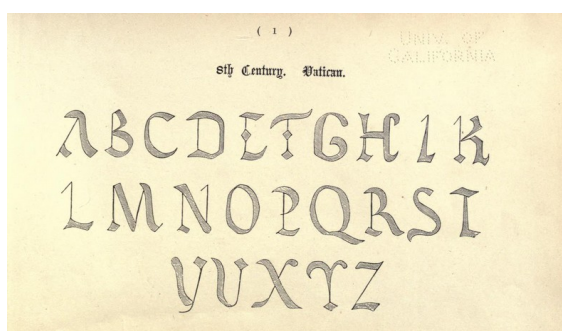 ( 1 )
UNIV. OF
CALIFORNIA
8th Century. Vatican.
ABCDEFGHIK
LMNOPQRST
VUXYZ